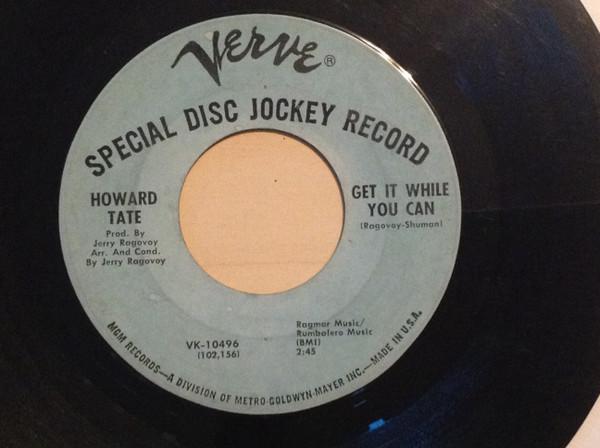 VERVE®
SPECIAL DISC JOCKEY RECORD
HOWARD
TATE
Prod. By
Jerry Ragovoy
Arr. And Cond.
By Jerry Ragovoy
GET IT WHILE
YOU CAN
(Ragovoy-Shuman)
VK-10496
(102,156)
Ragmar Music/
Rumbalero Music
(BMI)
2:45
MGM RECORDS—A DIVISION OF METRO-GOLDWYN-MAYER INC.—MADE IN U.S.A.